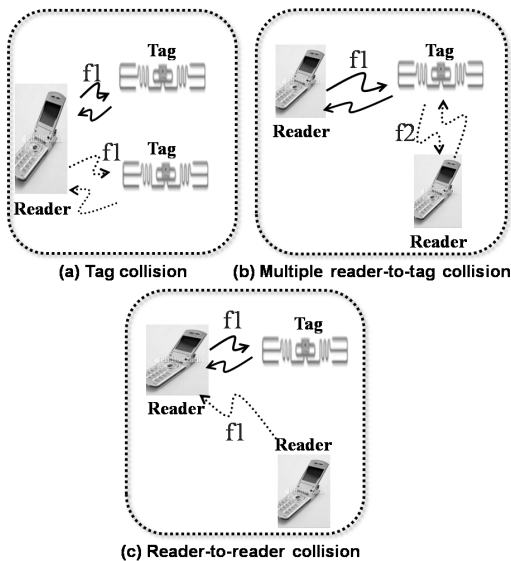 Tag
f1
f1
Tag
Reader
(a) Tag collision
Tag
f1
Reader
f2
Reader
(b) Multiple reader-to-tag collision
f1
Tag
Reader
f1
Reader
(c) Reader-to-reader collision